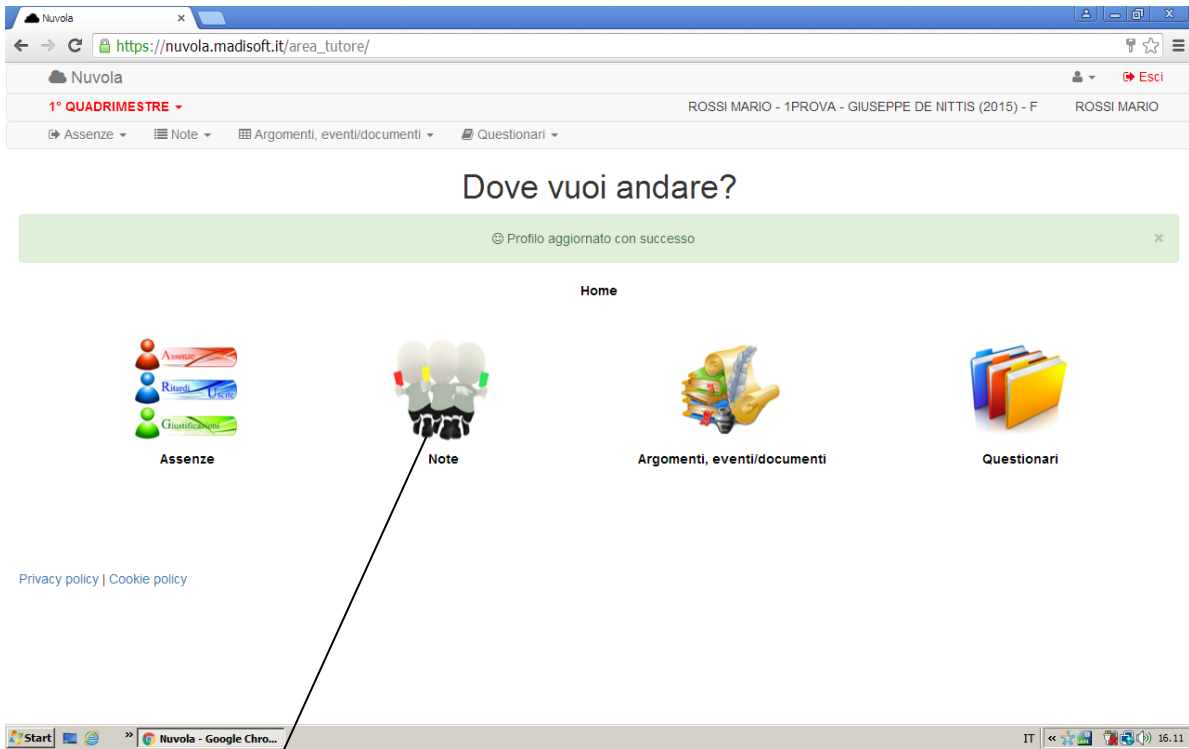 Nuvola
https://nuvola.madisoft.it/area_tutore/
Nuvola
Esci
1° QUADRIMESTRE
ROSSI MARIO - 1PROVA - GIUSEPPE DE NITTIS (2015) - F
ROSSI MARIO
Assenze
Note
Argomenti, eventi/documenti
Questionari
Dove vuoi andare?
Profilo aggiornato con successo
Home
Assenze
Ritardi Uscite
Giustificazioni
Assenze
Note
Argomenti, eventi/documenti
Questionari
Privacy policy | Cookie policy
Start
Nuvola - Google Chro...
IT
16.11